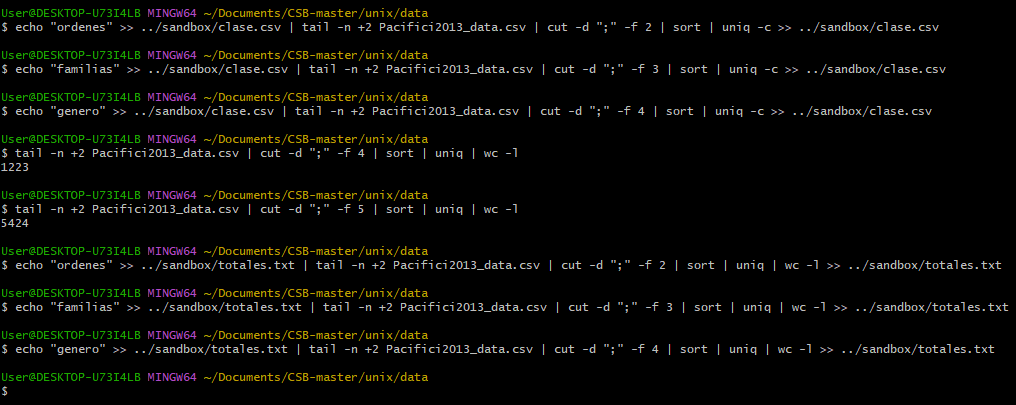 User@DESKTOP-U73I4LB MINGW64 ~/Documents/CSB-master/unix/data
$ echo "ordenes" >> ../sandbox/clase.csv | tail -n +2 Pacifici2013_data.csv | cut -d ";" -f 2 | sort | uniq -c >> ../sandbox/clase.csv
User@DESKTOP-U73I4LB MINGW64 ~/Documents/CSB-master/unix/data
$ echo "familias" >> ../sandbox/clase.csv | tail -n +2 Pacifici2013_data.csv | cut -d ";" -f 3 | sort | uniq -c >> ../sandbox/clase.csv
User@DESKTOP-U73I4LB MINGW64 ~/Documents/CSB-master/unix/data
$ echo "genero" >> ../sandbox/clase.csv | tail -n +2 Pacifici2013_data.csv | cut -d ";" -f 4 | sort | uniq -c >> ../sandbox/clase.csv
User@DESKTOP-U73I4LB MINGW64 ~/Documents/CSB-master/unix/data
$ tail -n +2 Pacifici2013_data.csv | cut -d ";" -f 4 | sort | uniq | wc -l
1223
User@DESKTOP-U73I4LB MINGW64 ~/Documents/CSB-master/unix/data
$ tail -n +2 Pacifici2013_data.csv | cut -d ";" -f 5 | sort | uniq | wc -l
5424
User@DESKTOP-U73I4LB MINGW64 ~/Documents/CSB-master/unix/data
$ echo "ordenes" >> ../sandbox/totales.txt | tail -n +2 Pacifici2013_data.csv | cut -d ";" -f 2 | sort | uniq | wc -l >> ../sandbox/totales.txt
User@DESKTOP-U73I4LB MINGW64 ~/Documents/CSB-master/unix/data
$ echo "familias" >> ../sandbox/totales.txt | tail -n +2 Pacifici2013_data.csv | cut -d ";" -f 3 | sort | uniq | wc -l >> ../sandbox/totales.txt
User@DESKTOP-U73I4LB MINGW64 ~/Documents/CSB-master/unix/data
$ echo "genero" >> ../sandbox/totales.txt | tail -n +2 Pacifici2013_data.csv | cut -d ";" -f 4 | sort | uniq | wc -l >> ../sandbox/totales.txt
User@DESKTOP-U73I4LB MINGW64 ~/Documents/CSB-master/unix/data
$